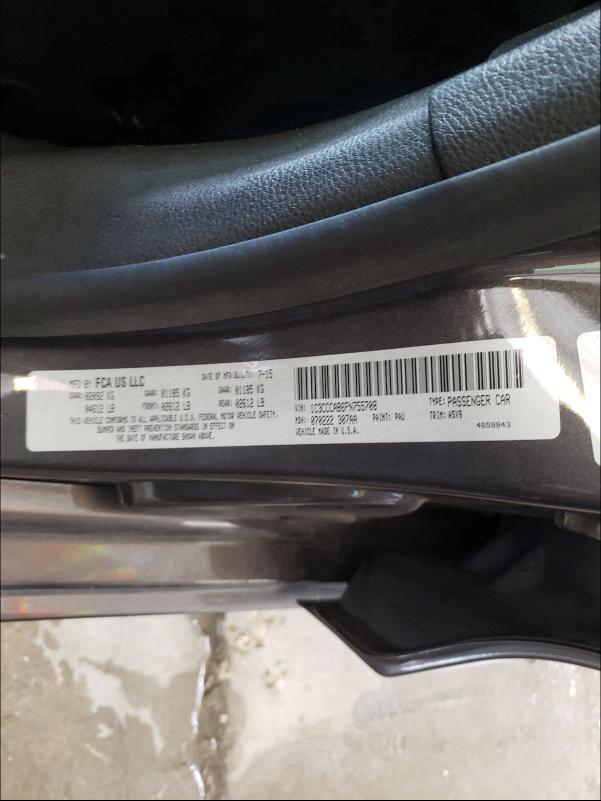 MFD BY FCA US LLC DATE OF MFR/BUILT: 7-15
GVWR: 02092 KG GAWR: 01185 KG GAWR: 01185 KG
04612 LB FRONT: 02612 LB REAR: 02612 LB
THIS VEHICLE CONFORMS TO ALL APPLICABLE U.S.A. FEDERAL MOTOR VEHICLE SAFETY,
BUMPER AND THEFT PREVENTION STANDARDS IN EFFECT ON
THE DATE OF MANUFACTURE SHOWN ABOVE.
VIN: 1C3CCCAB6FN755708 TYPE: PASSENGER CAR
MDH: 070222 307AA PAINT: PAU TRIM: A5X9
VEHICLE MADE IN U.S.A. 4658843